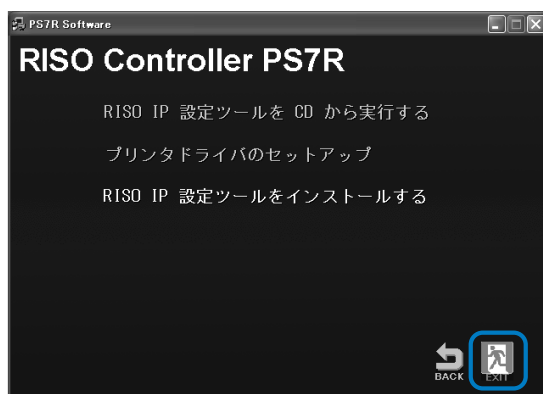 PS7R Software
RISO Controller PS7R
RISO IP 設定ツールを CD から実行する
プリンタドライバのセットアップ
RISO IP 設定ツールをインストールする
BACK
EXIT